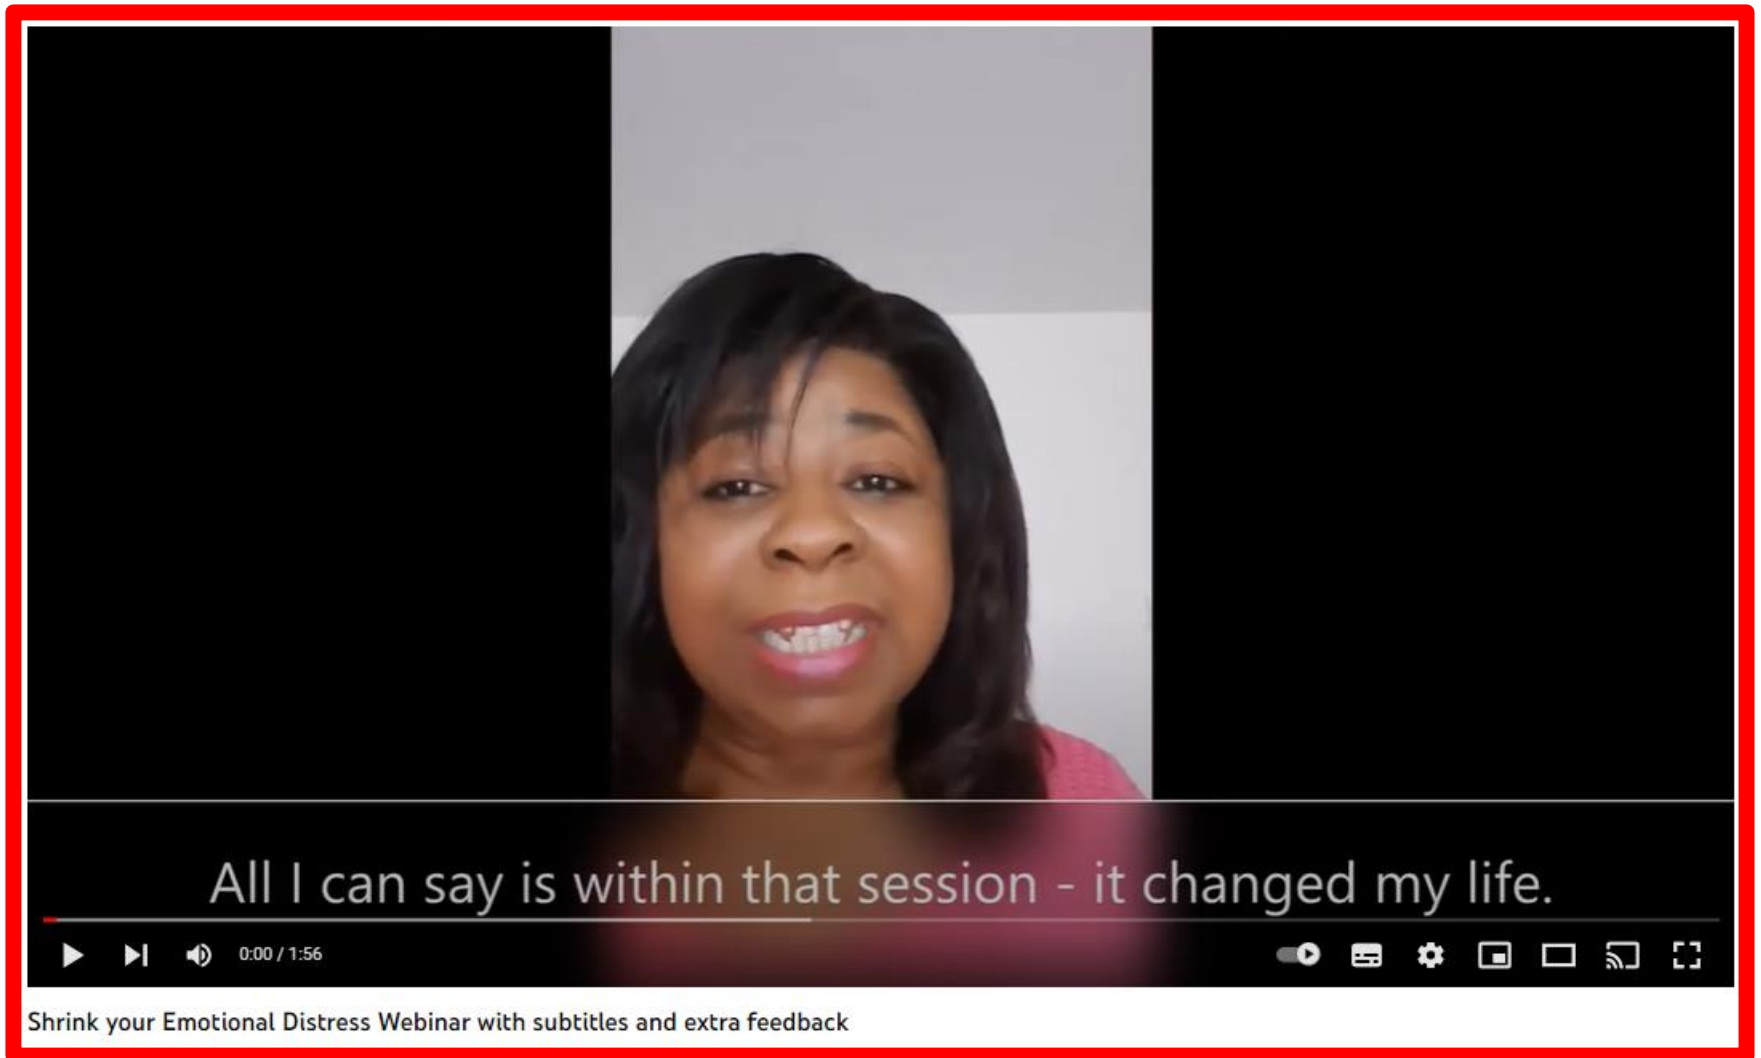 All I can say is within that session - it changed my life.
0:00 / 1:56
Shrink your Emotional Distress Webinar with subtitles and extra feedback